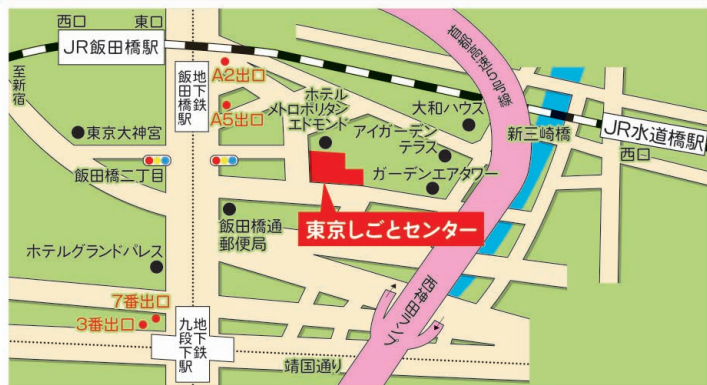 西口
東口
JR飯田橋駅
至新宿
地下鉄
飯田橋駅
A2出口
A5出口
首都高速5号線
ホテル
メトロポリタン
エドモンド
大和ハウス
アイガーデン
テラス
新三崎橋
JR水道橋駅
西口
東京大神宮
飯田橋二丁目
ガーデンエアタワー
飯田橋通
郵便局
東京しごとセンター
ホテルグランドパレス
7番出口
3番出口
地下鉄
九段下駅
西神田ランプ
靖国通り